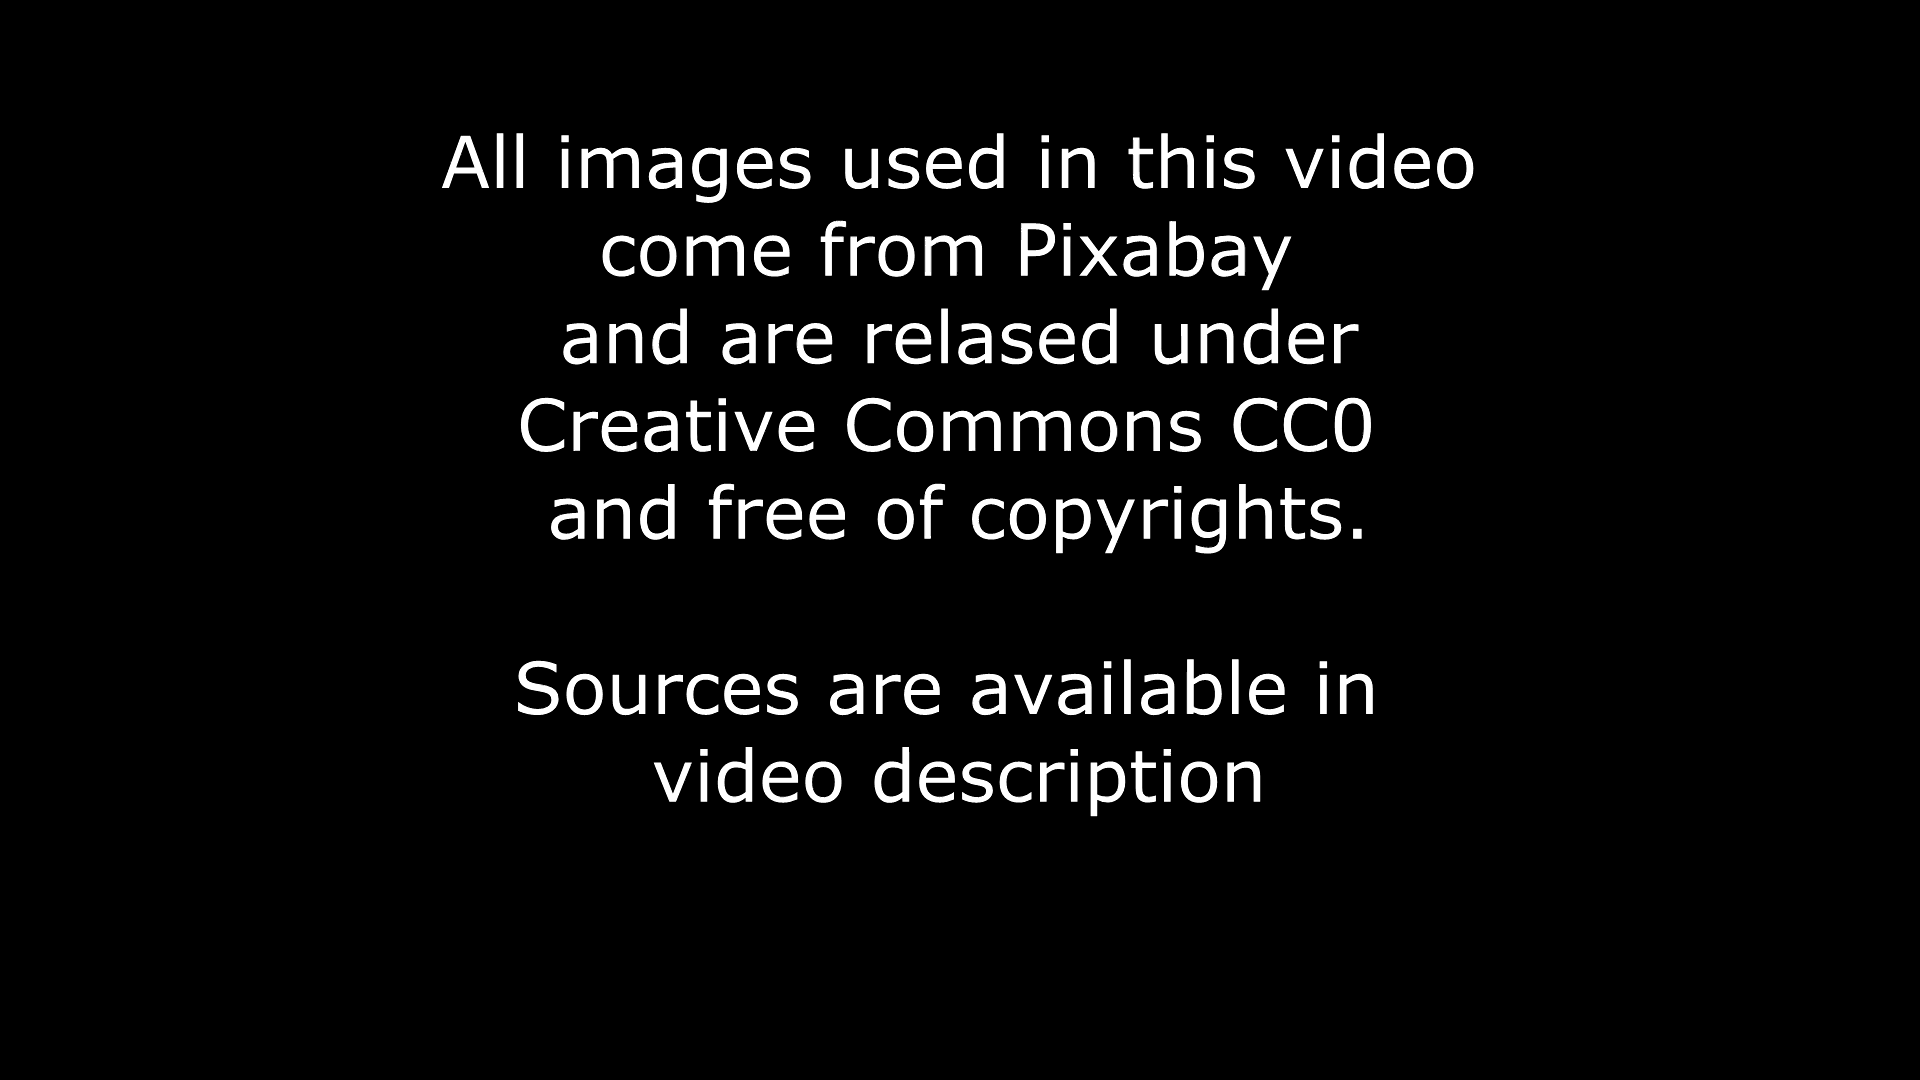 All images used in this video
come from Pixabay
and are relased under
Creative Commons CC0
and free of copyrights.
Sources are available in
video description